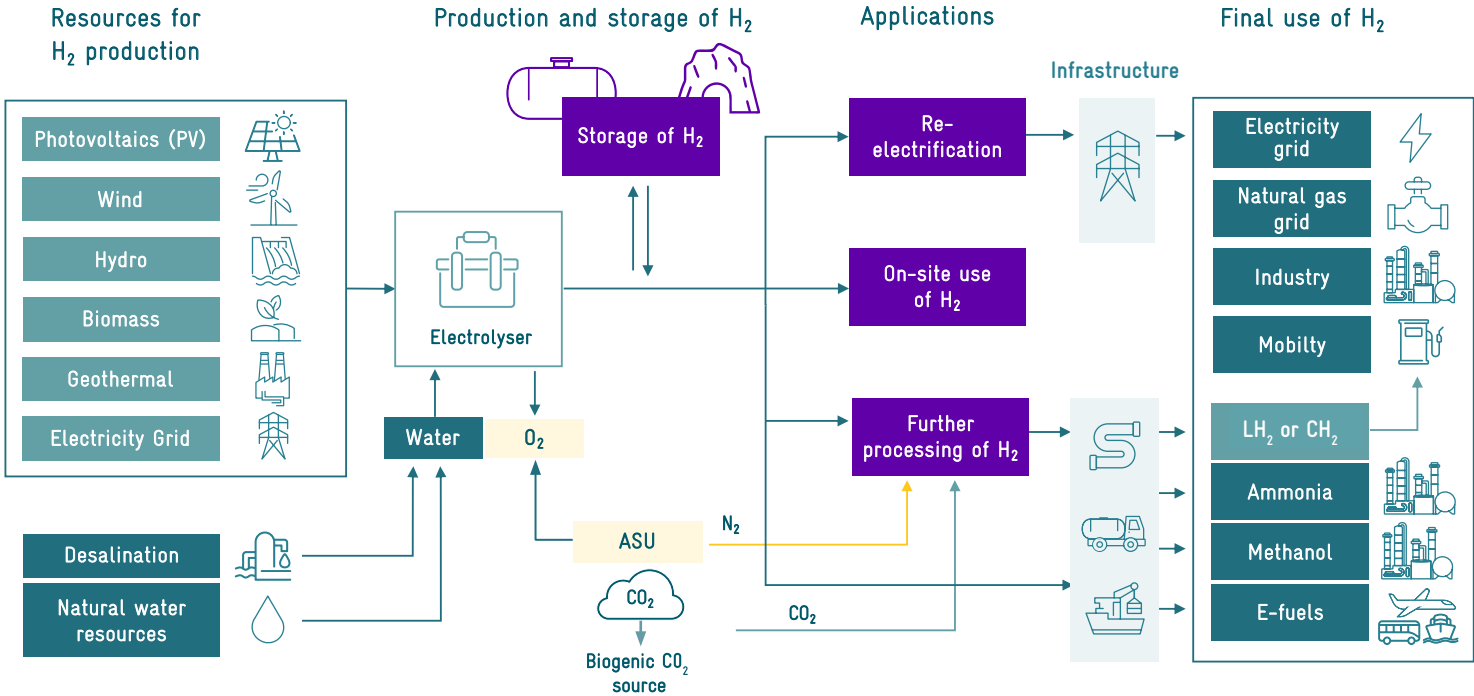 Resources for
H₂ production
Production and storage of H₂
Applications
Final use of H₂
Infrastructure
Photovoltaics (PV)
Wind
Hydro
Biomass
Geothermal
Electricity Grid
Desalination
Natural water
resources
Storage of H₂
Electrolyser
Water
O₂
ASU
N₂
CO₂
CO₂
Biogenic CO₂
source
Re-
electrification
On-site use
of H₂
Further
processing of H₂
Electricity
grid
Natural gas
grid
Industry
Mobilty
LH₂ or CH₂
Ammonia
Methanol
E-fuels